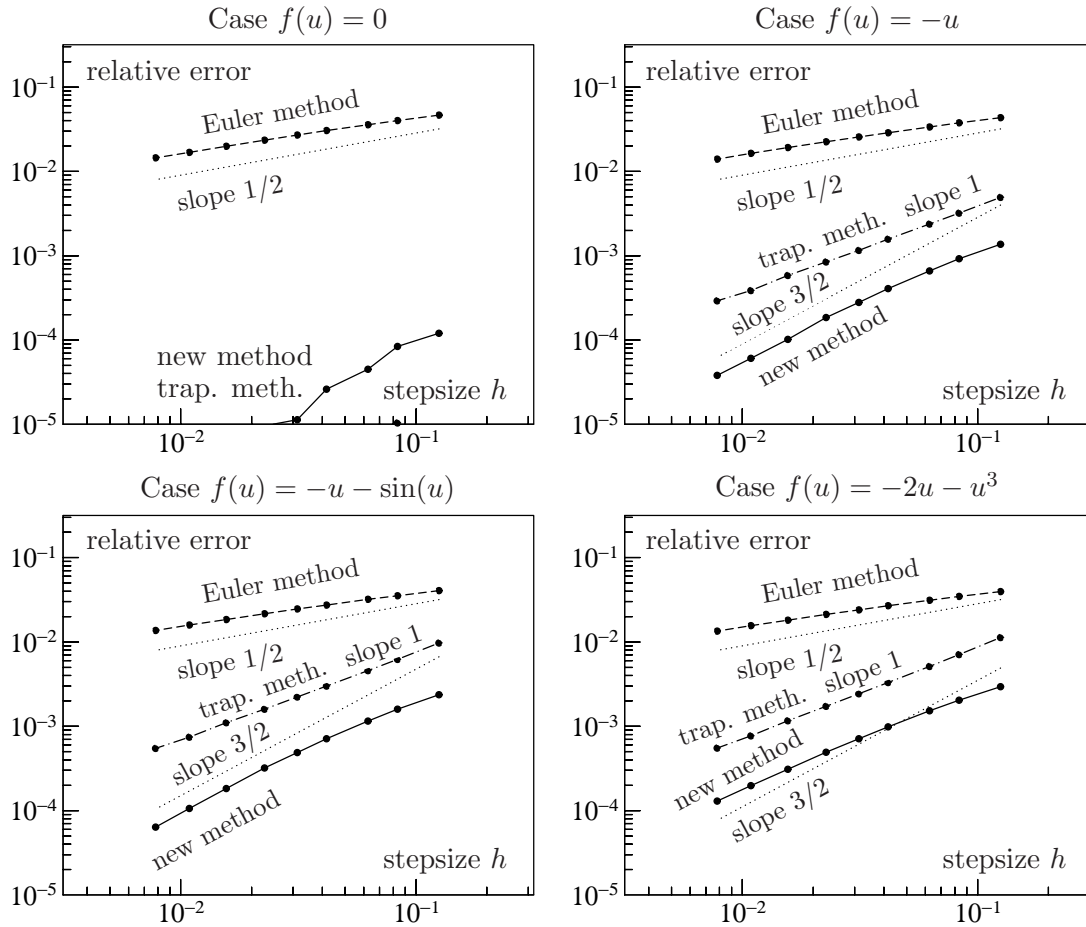 Case f(u) = 0
relative error
10⁻¹
Euler method
10⁻²
slope 1/2
10⁻³
10⁻⁴
new method
trap. meth.
stepsize h
10⁻⁵
10⁻²
10⁻¹
Case f(u) = −u
relative error
10⁻¹
Euler method
10⁻²
slope 1/2
trap. meth. slope 1
10⁻³
slope 3/2
10⁻⁴
new method
stepsize h
10⁻⁵
10⁻²
10⁻¹
Case f(u) = −u − sin(u)
relative error
10⁻¹
Euler method
10⁻²
slope 1/2
trap. meth. slope 1
10⁻³
slope 3/2
10⁻⁴
new method
stepsize h
10⁻⁵
10⁻²
10⁻¹
Case f(u) = −2u − u³
relative error
10⁻¹
Euler method
10⁻²
slope 1/2
trap. meth. slope 1
10⁻³
new method
slope 3/2
10⁻⁴
stepsize h
10⁻⁵
10⁻²
10⁻¹